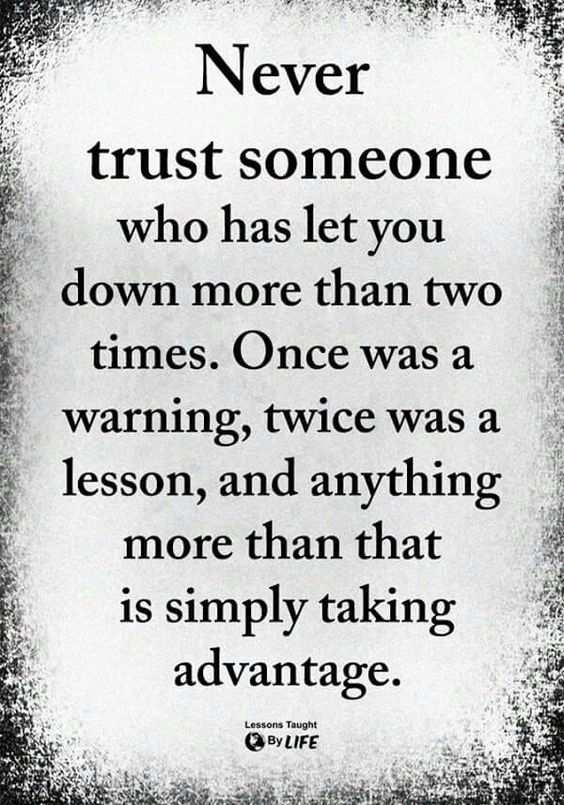 Never
trust someone
who has let you
down more than two
times. Once was a
warning, twice was a
lesson, and anything
more than that
is simply taking
advantage.
Lessons Taught
By LIFE